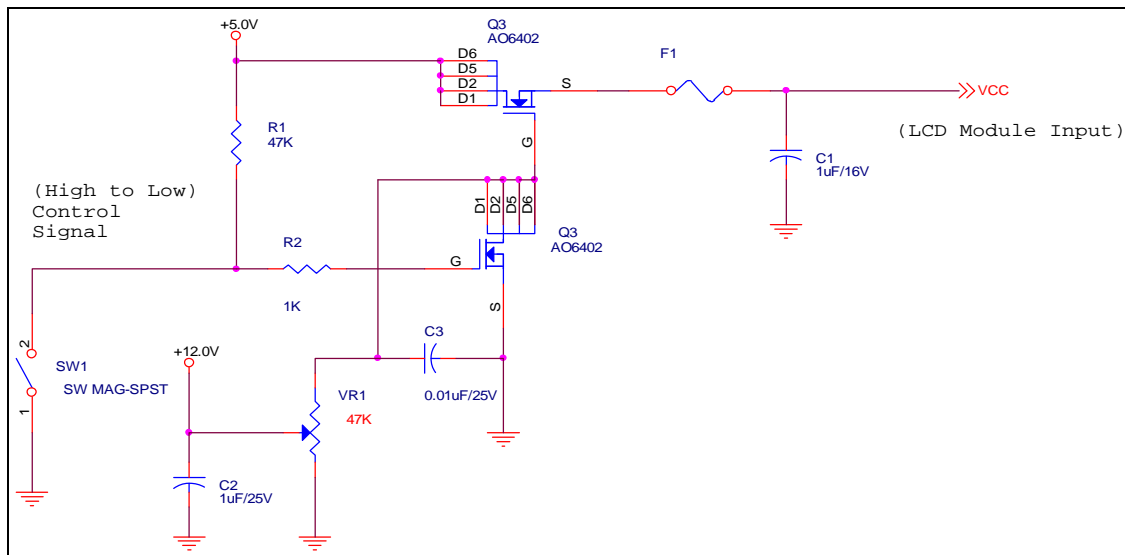 +5.0V
Q3
AO6402
D6
D5
D2
D1
S
G
F1
VCC
(LCD Module Input)
R1
47K
C1
1uF/16V
(High to Low)
Control
Signal
D1
D2
D5
D6
Q3
AO6402
R2
1K
G
S
2
1
SW1
SW MAG-SPST
+12.0V
C3
0.01uF/25V
VR1
47K
C2
1uF/25V